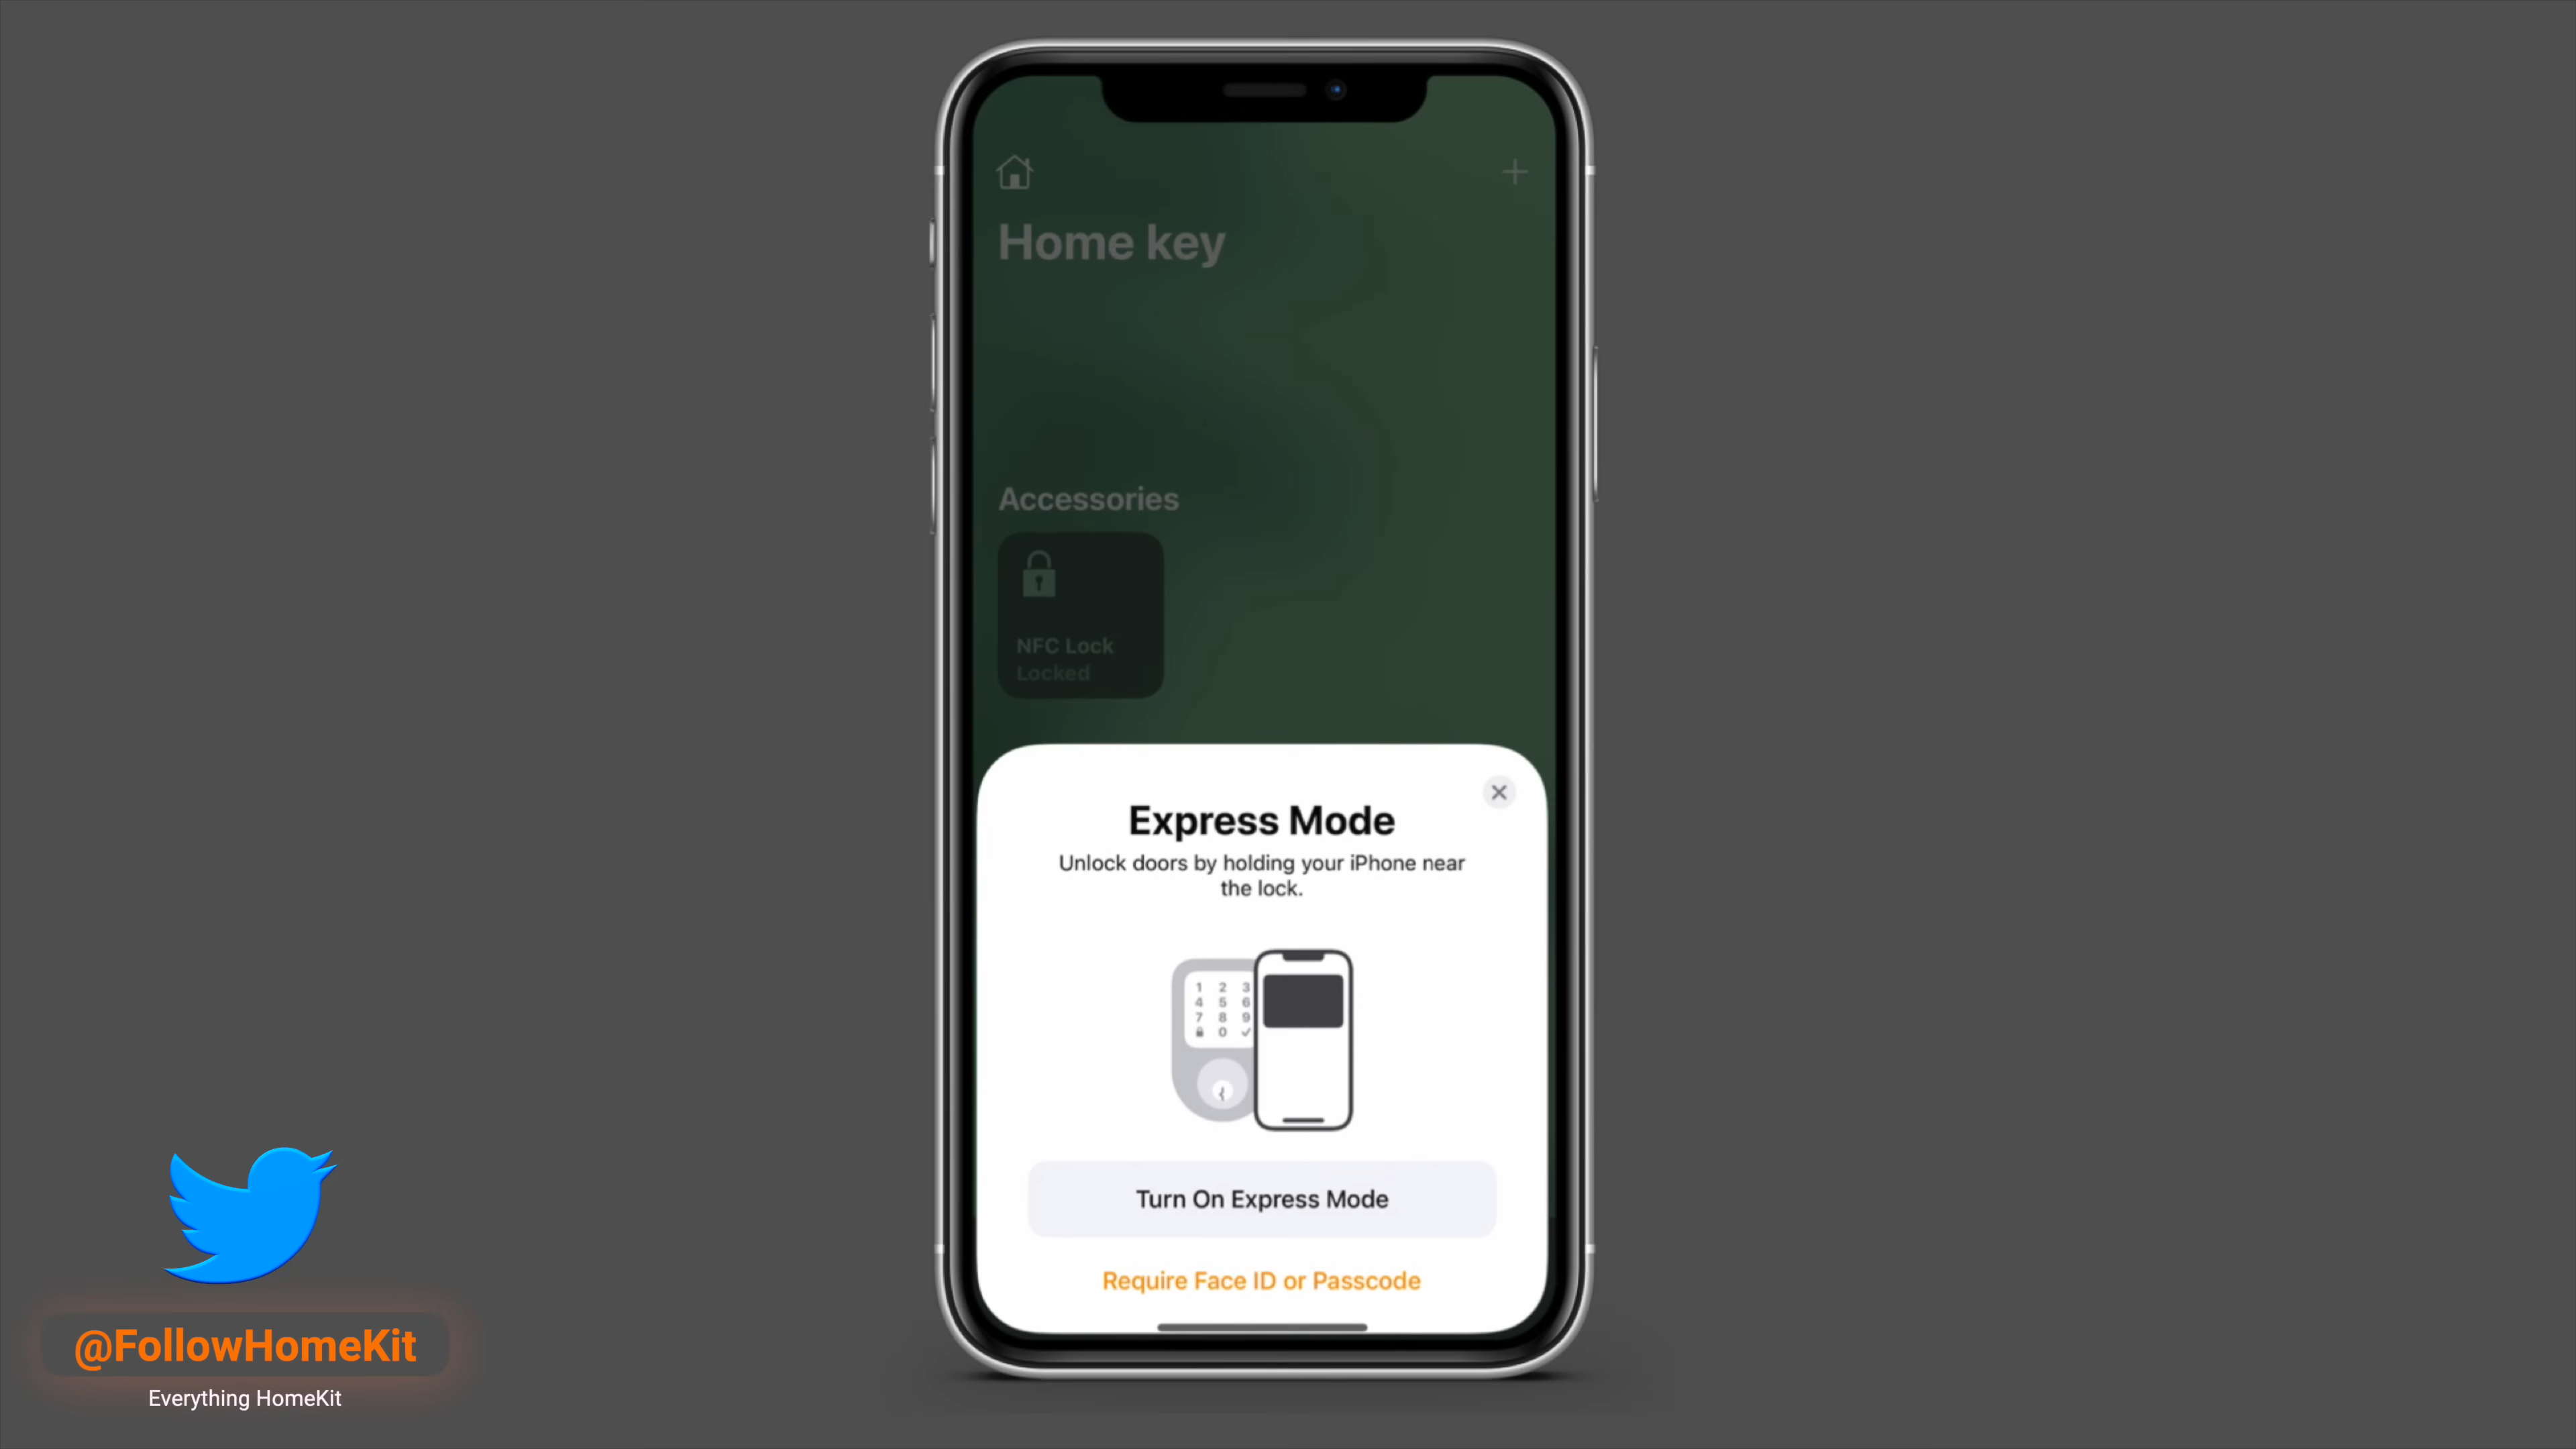 Home key
Accessories
NFC Lock
Locked
Express Mode
Unlock doors by holding your iPhone near
the lock.
1 2 3
4 5 6
7 8 9
0
Turn On Express Mode
Require Face ID or Passcode
@FollowHomeKit
Everything HomeKit